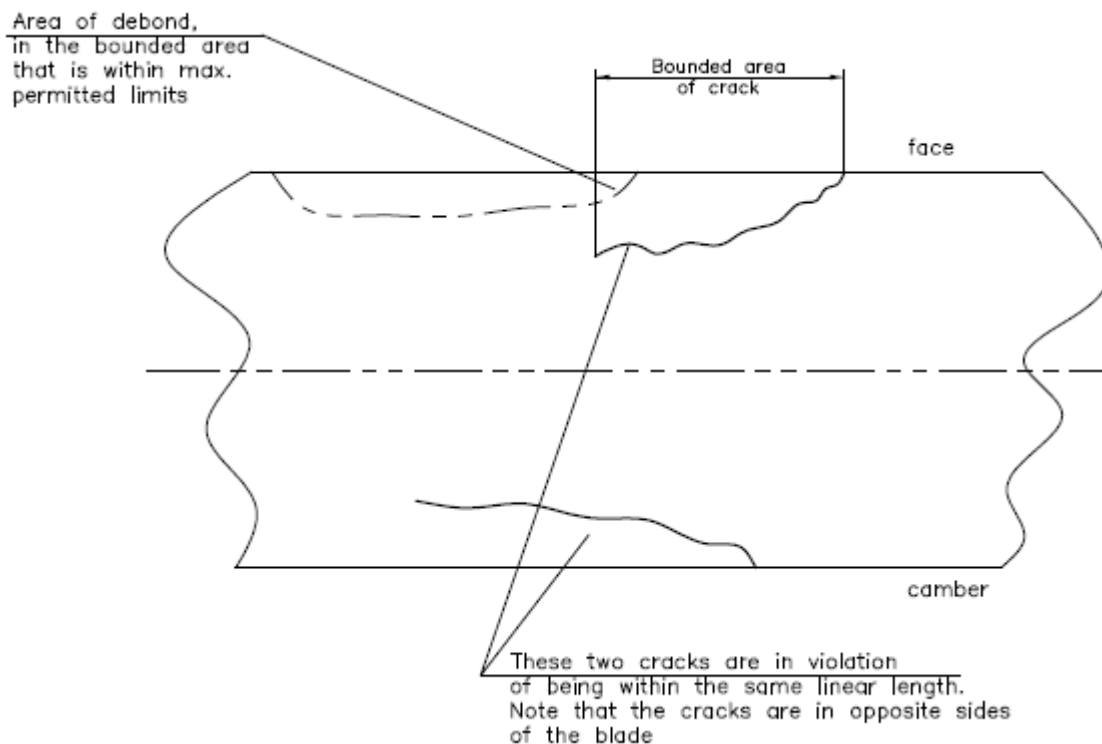 Area of debond,
in the bounded area
that is within max.
permitted limits
Bounded area
of crack
face
camber
These two cracks are in violation
of being within the same linear length.
Note that the cracks are in opposite sides
of the blade